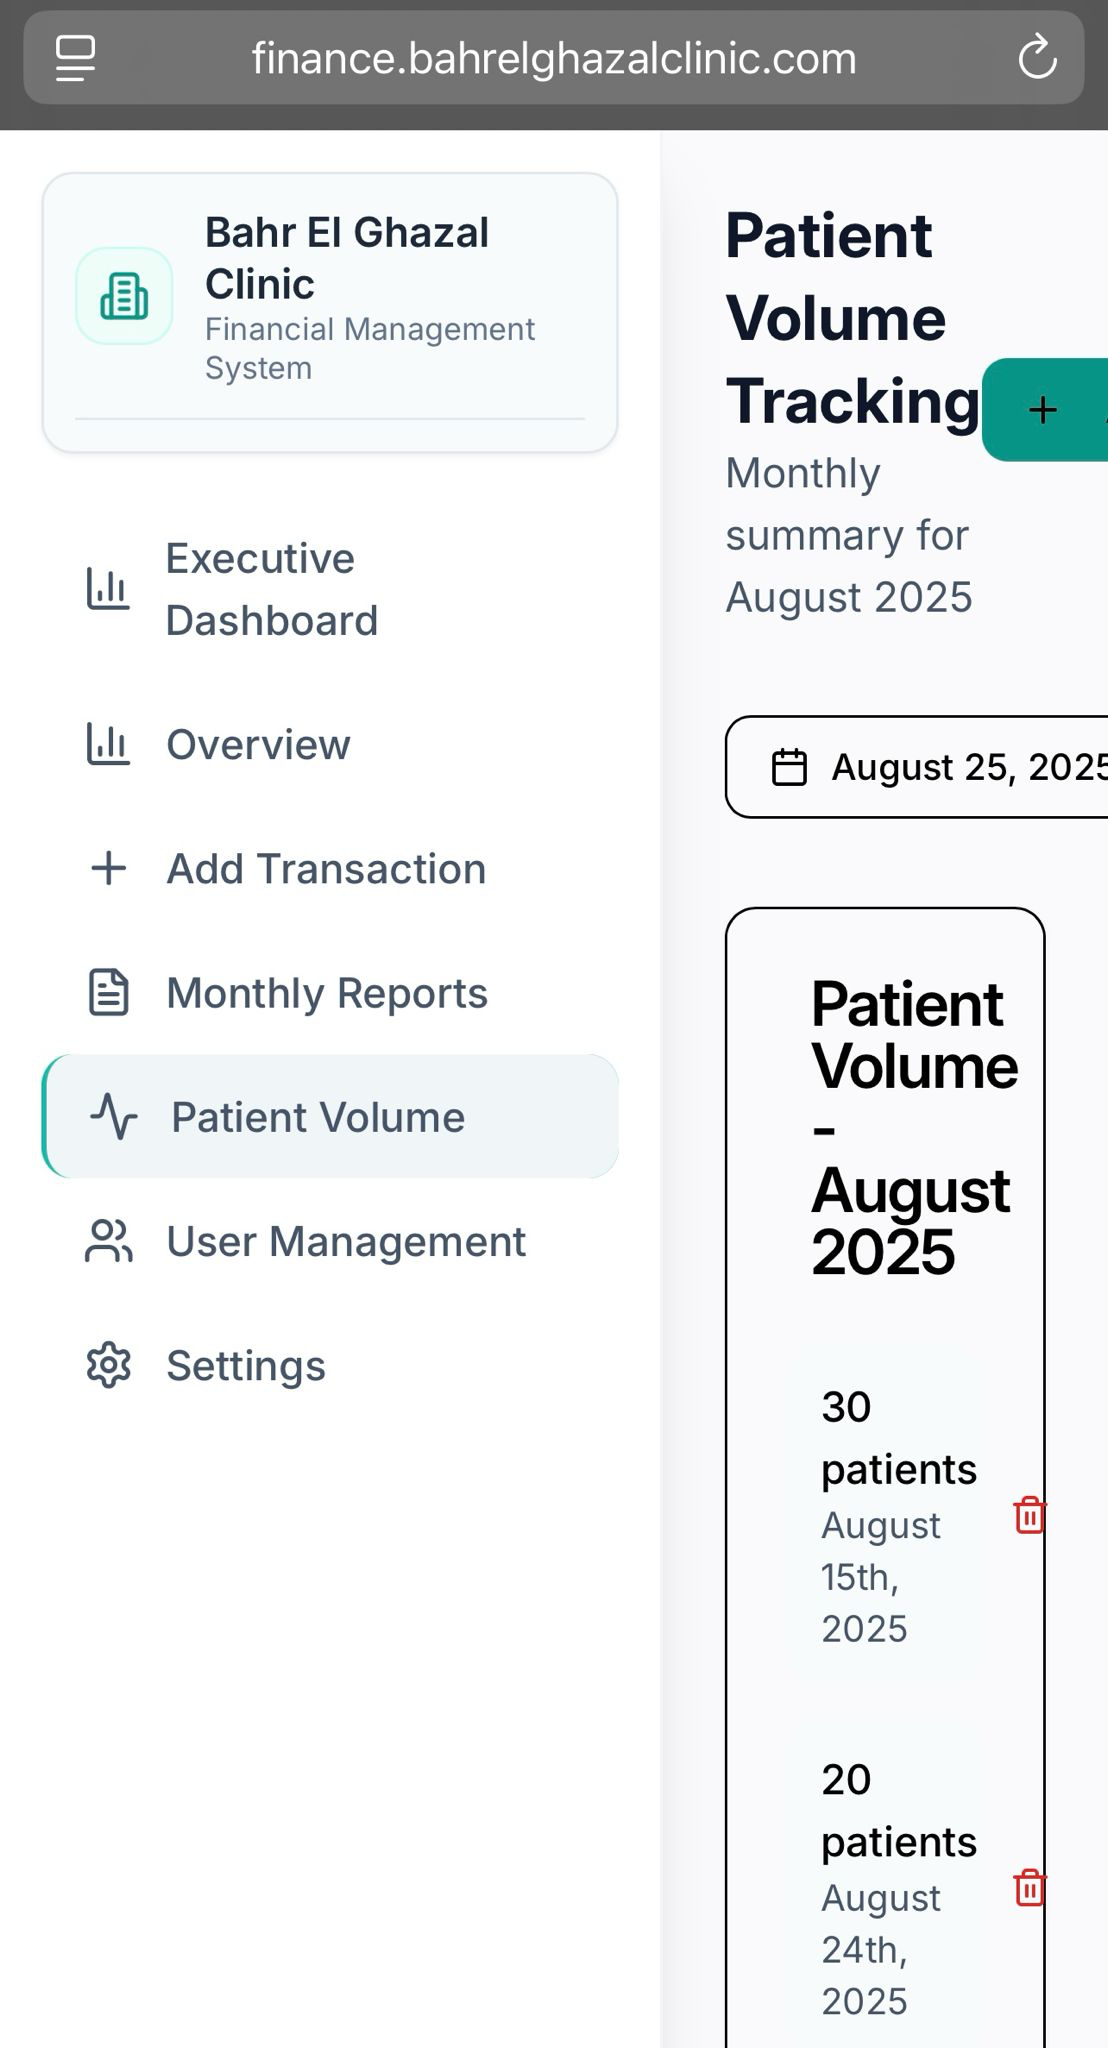 finance.bahrelghazalclinic.com
Bahr El Ghazal
Clinic
Financial Management
System
Executive
Dashboard
Overview
Add Transaction
Monthly Reports
Patient Volume
User Management
Settings
Patient
Volume
Tracking
Monthly
summary for
August 2025
August 25, 2025
Patient
Volume
-
August
2025
30
patients
August
15th,
2025
20
patients
August
24th,
2025